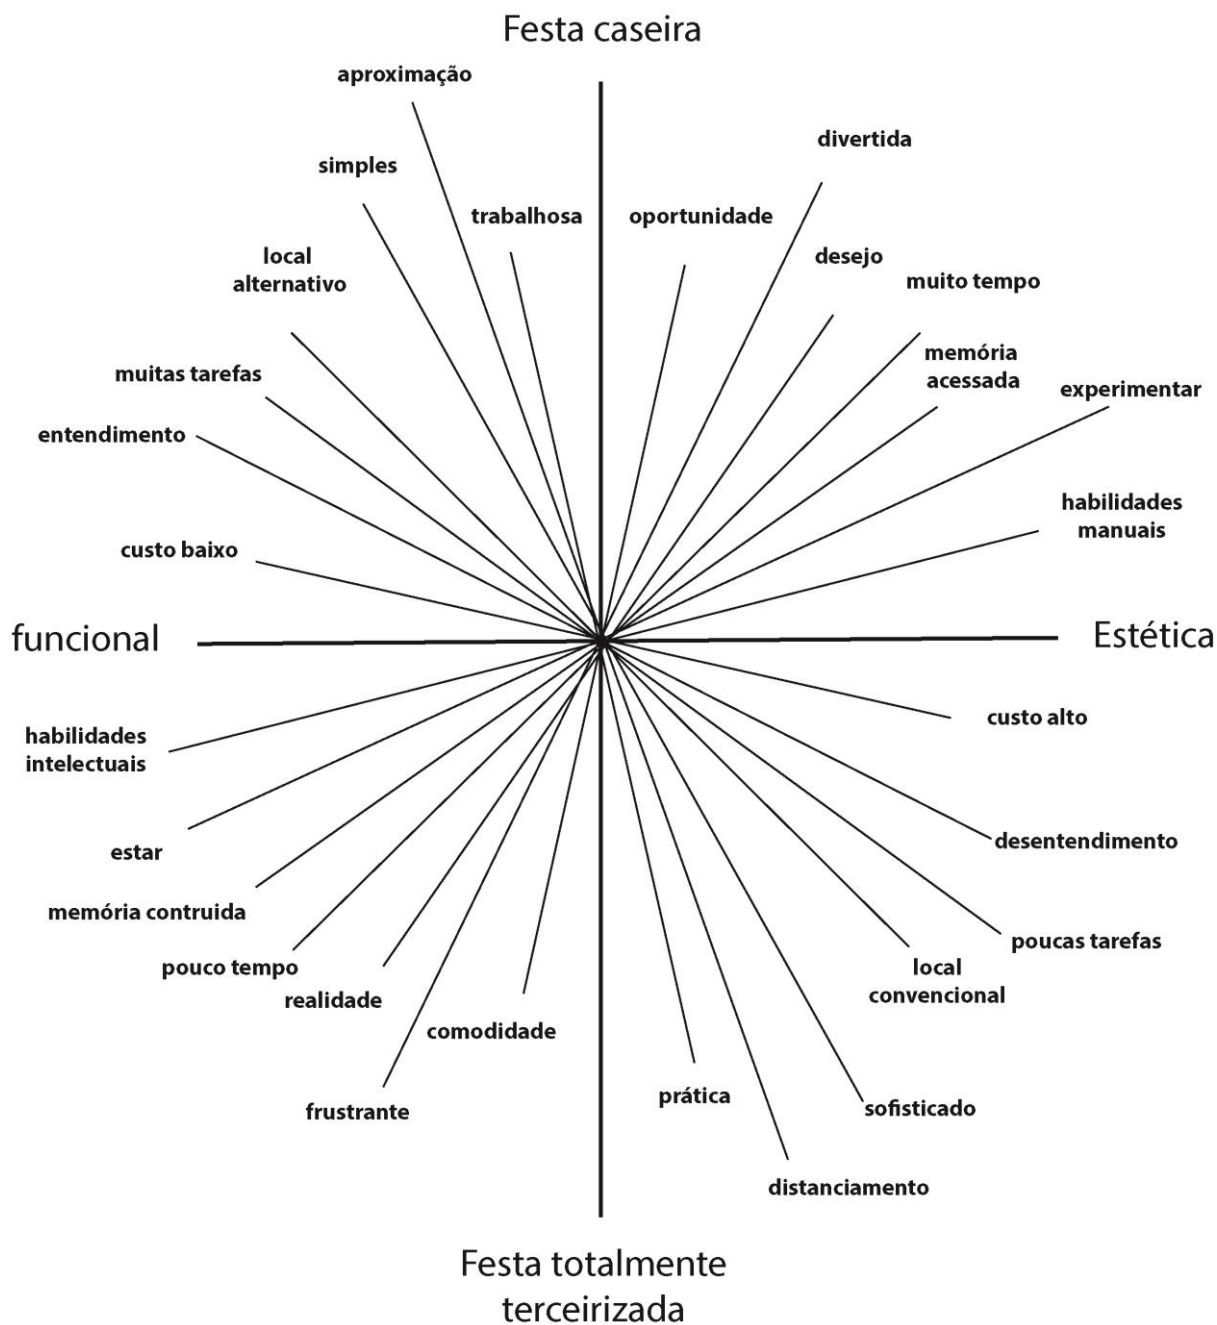 Festa caseira
aproximação
divertida
simples
trabalhosa
oportunidade
local
alternativo
desejo
muito tempo
memória
acessada
muitas tarefas
experimentar
entendimento
habilidades
manuais
custo baixo
funcional
Estética
custo alto
habilidades
intelectuais
desentendimento
estar
memória contruida
poucas tarefas
pouco tempo
local
convencional
realidade
comodidade
prática
frustrante
sofisticado
distanciamento
Festa totalmente
terceirizada